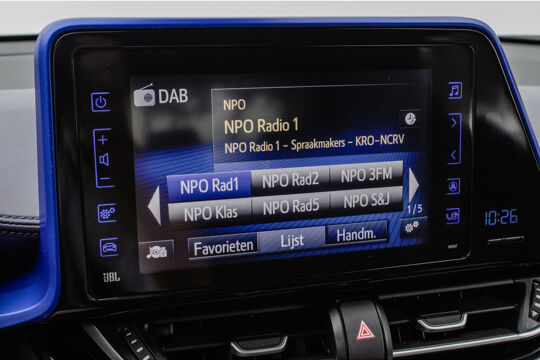 DAB
NPO
NPO Radio 1
NPO Radio 1 - Spraakmakers - KRO-NCRV
NPO Rad1 NPO Rad2 NPO 3FM
NPO Klas NPO Rad5 NPO S&J
1/5
Favorieten Lijst Handm.
10:26
JBL